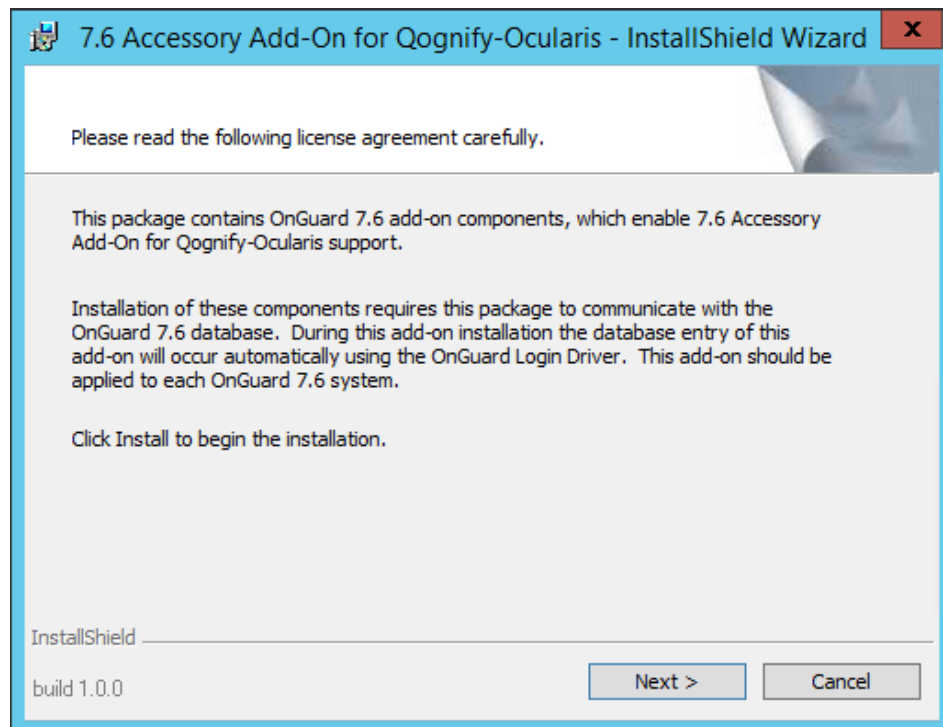 7.6 Accessory Add-On for Qognify-Ocularis - InstallShield Wizard
x
Please read the following license agreement carefully.
This package contains OnGuard 7.6 add-on components, which enable 7.6 Accessory
Add-On for Qognify-Ocularis support.
Installation of these components requires this package to communicate with the
OnGuard 7.6 database.  During this add-on installation the database entry of this
add-on will occur automatically using the OnGuard Login Driver.  This add-on should be
applied to each OnGuard 7.6 system.
Click Install to begin the installation.
InstallShield
build 1.0.0
Next >
Cancel